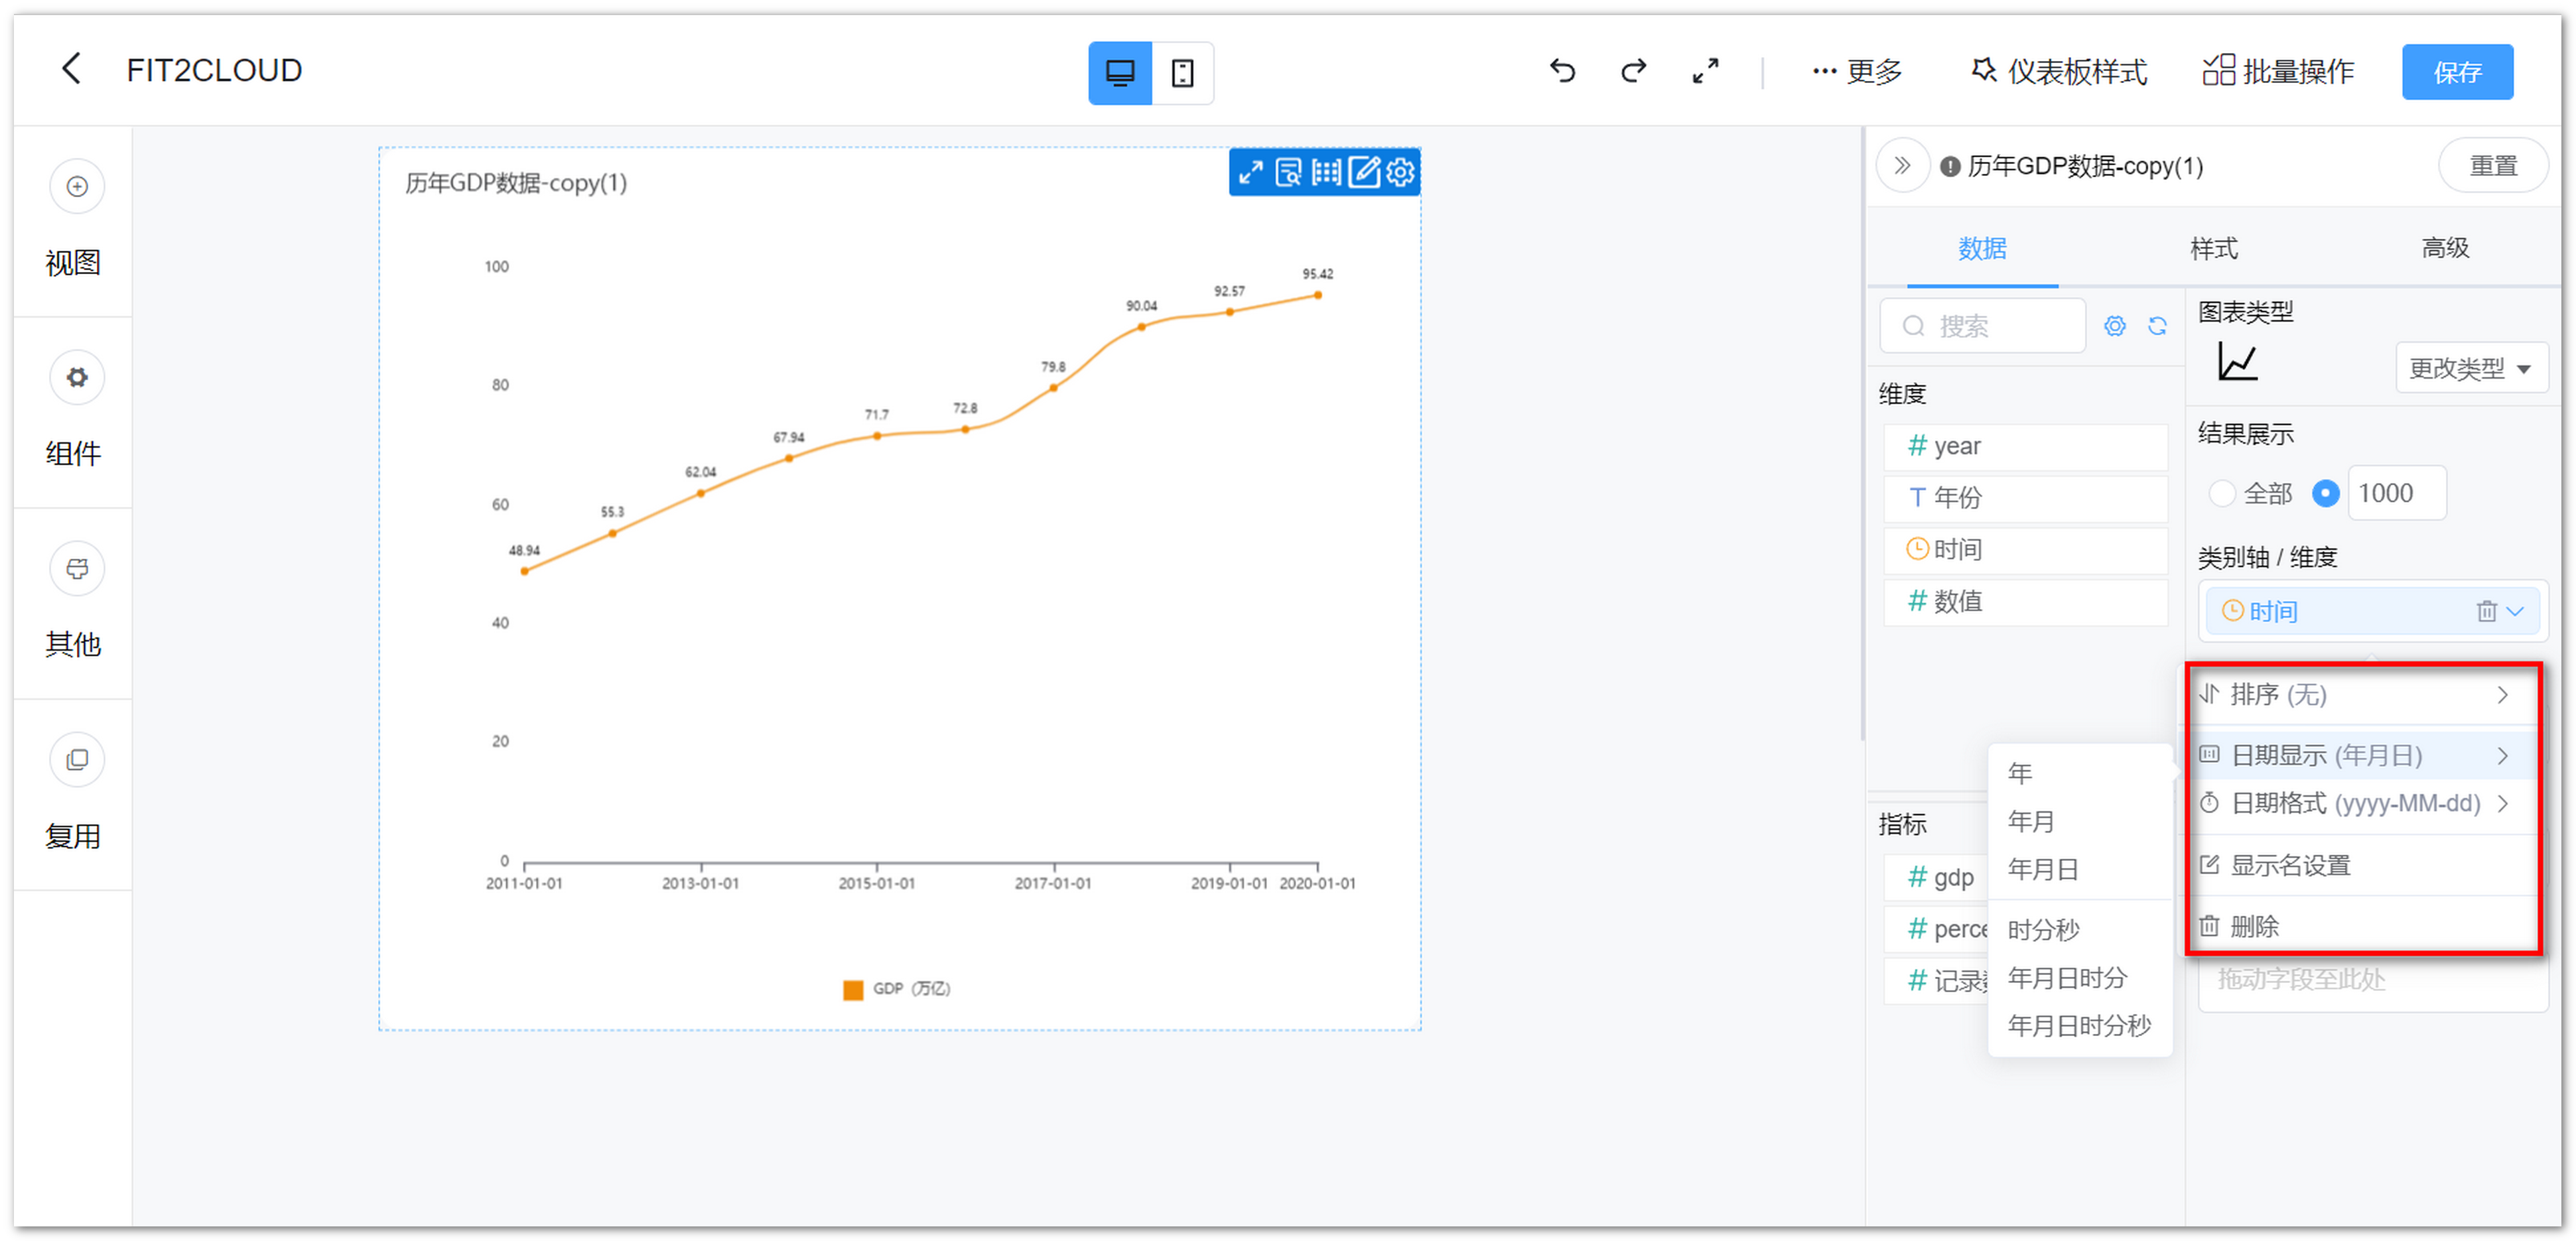 FIT2CLOUD
更多
仪表板样式
批量操作
保存
视图
组件
其他
复用
历年GDP数据-copy(1)
100
80
60
40
20
0
48.94
55.3
62.04
67.94
71.7
72.8
79.8
90.04
92.57
95.42
2011-01-01
2013-01-01
2015-01-01
2017-01-01
2019-01-01
2020-01-01
GDP（万亿）
历年GDP数据-copy(1)
重置
数据
样式
高级
搜索
维度
# year
T 年份
时间
# 数值
指标
# gdp
# perce
# 记录
图表类型
更改类型
结果展示
全部
1000
类别轴 / 维度
时间
排序 (无)
日期显示 (年月日)
日期格式 (yyyy-MM-dd)
显示名设置
删除
拖动字段至此处
年
年月
年月日
时分秒
年月日时分
年月日时分秒